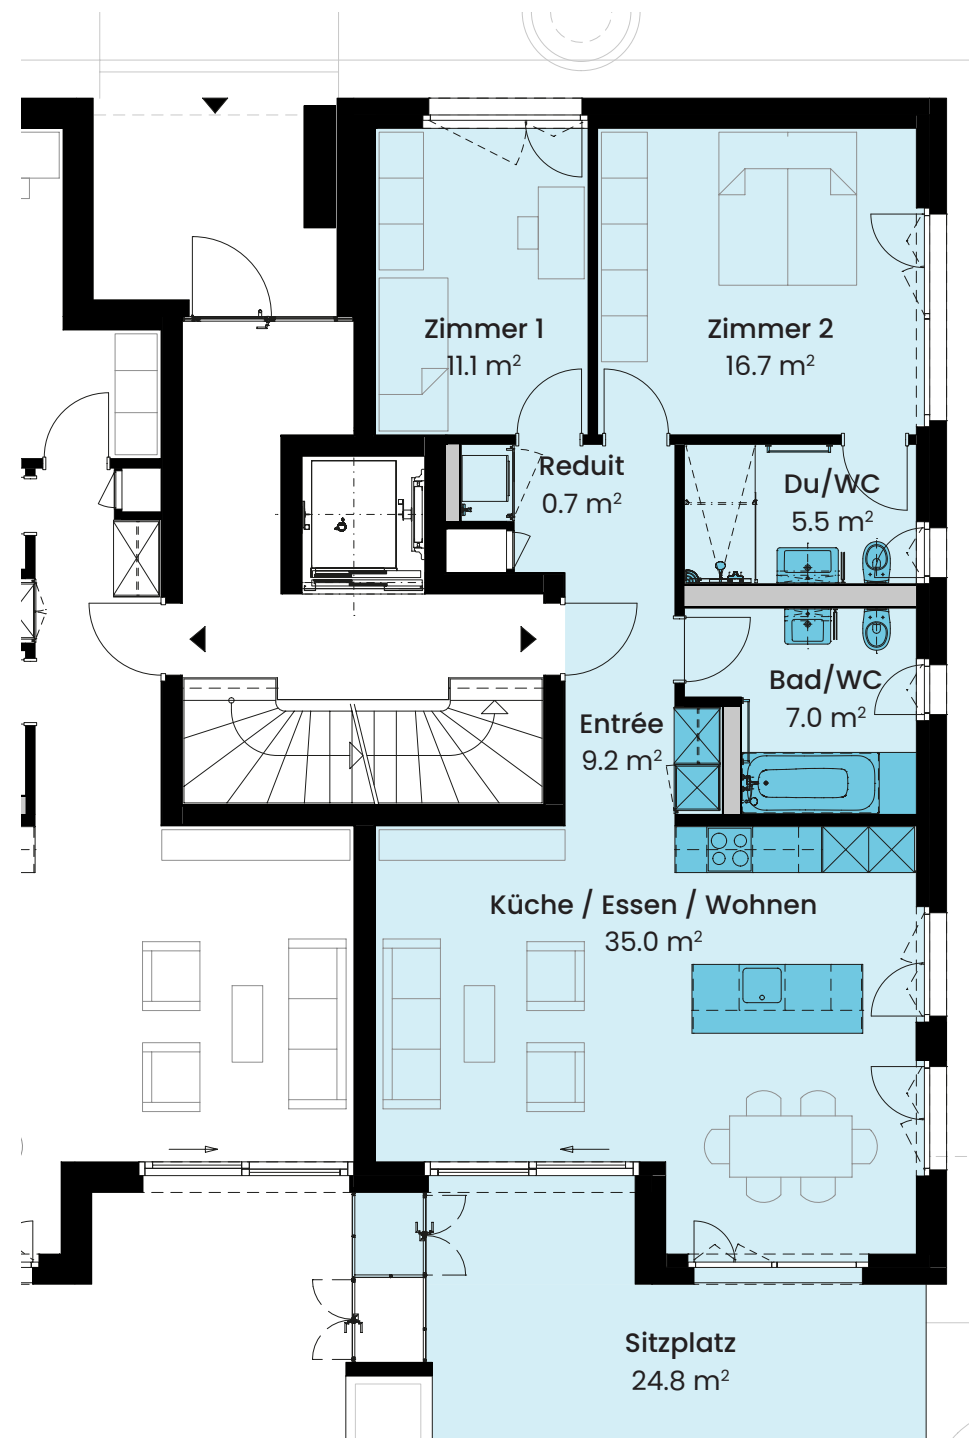 Zimmer 1
11.1 m²
Zimmer 2
16.7 m²
Reduit
0.7 m²
Du/WC
5.5 m²
Bad/WC
7.0 m²
Entrée
9.2 m²
Küche / Essen / Wohnen
35.0 m²
Sitzplatz
24.8 m²